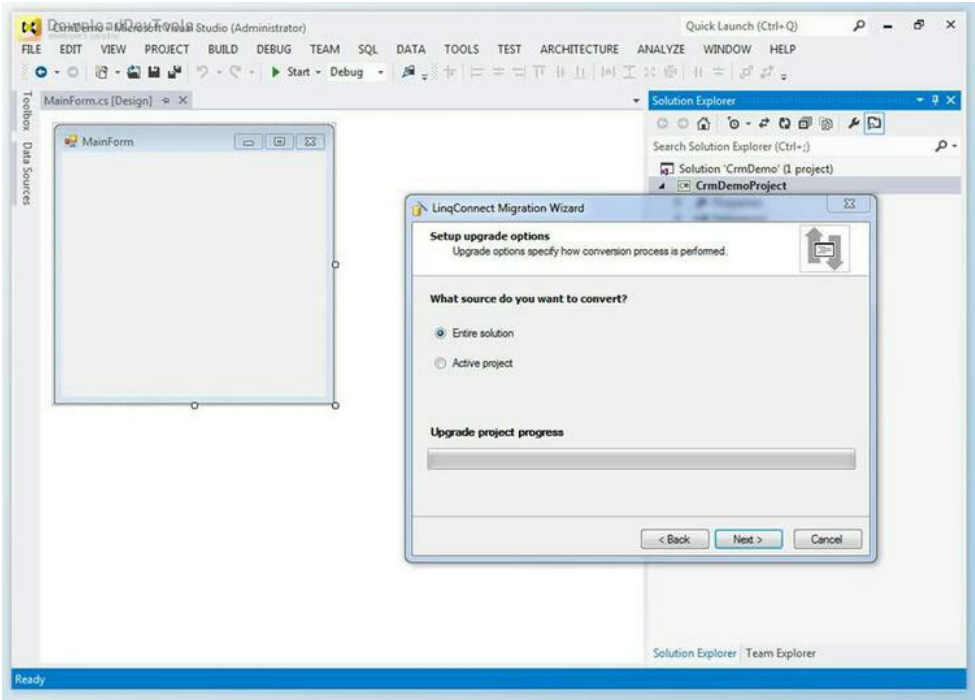 CrmDemo - Microsoft Visual Studio (Administrator)
DownloadDevTools
Quick Launch (Ctrl+Q)
FILE EDIT VIEW PROJECT BUILD DEBUG TEAM SQL DATA TOOLS TEST ARCHITECTURE ANALYZE WINDOW HELP
Start Debug
Toolbox
Data Sources
MainForm.cs [Design]
MainForm
Solution Explorer
Search Solution Explorer (Ctrl+;)
Solution 'CrmDemo' (1 project)
CrmDemoProject
LinqConnect Migration Wizard
Setup upgrade options
Upgrade options specify how conversion process is performed.
What source do you want to convert?
Entire solution
Active project
Upgrade project progress
< Back Next > Cancel
Solution Explorer Team Explorer
Ready